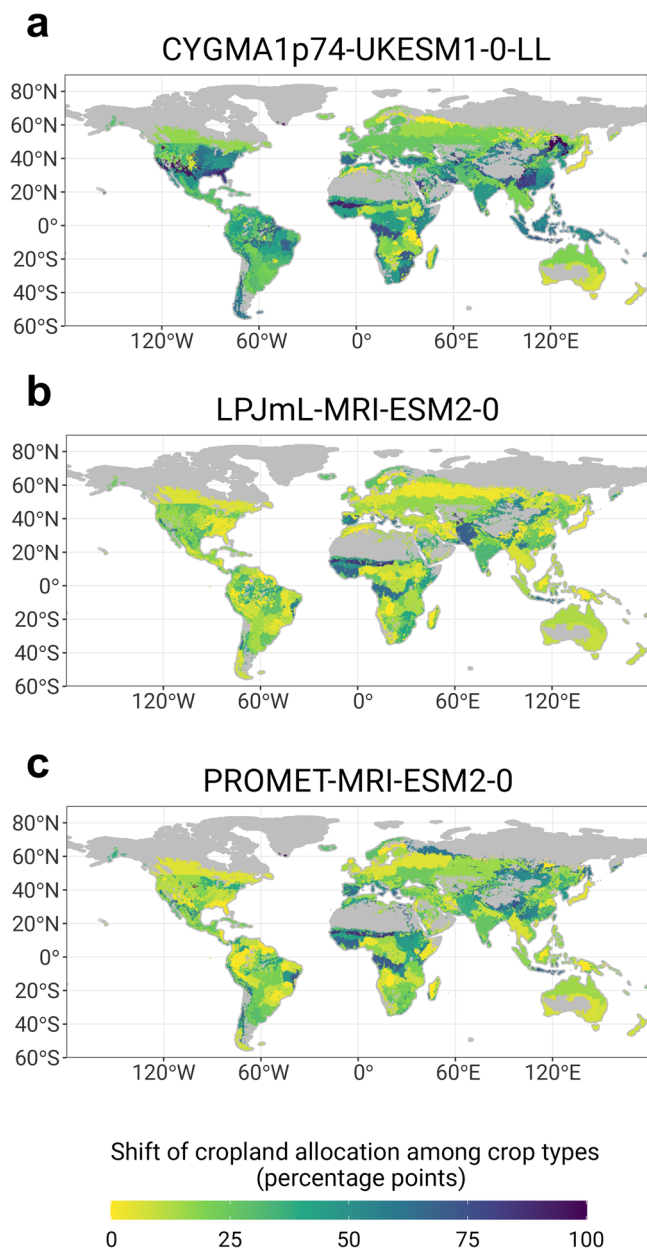 a
CYGMA1p74-UKESM1-0-LL
80°N
60°N
40°N
20°N
0°
20°S
40°S
60°S
120°W 60°W 0° 60°E 120°E
b
LPJmL-MRI-ESM2-0
80°N
60°N
40°N
20°N
0°
20°S
40°S
60°S
120°W 60°W 0° 60°E 120°E
c
PROMET-MRI-ESM2-0
80°N
60°N
40°N
20°N
0°
20°S
40°S
60°S
120°W 60°W 0° 60°E 120°E
Shift of cropland allocation among crop types
(percentage points)
0 25 50 75 100